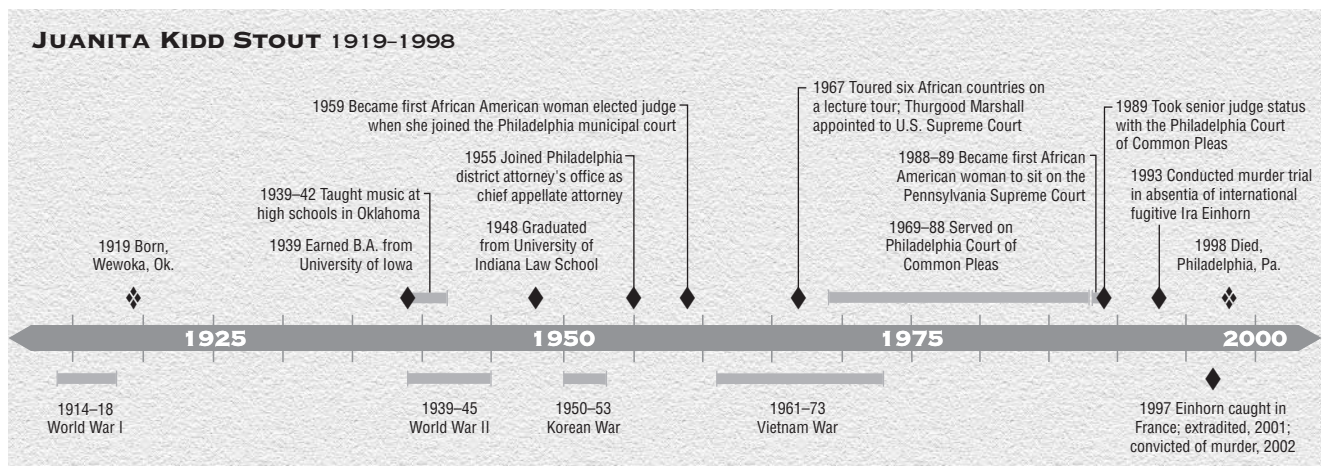 JUANITA KIDD STOUT 1919–1998
1959 Became first African American woman elected judge
when she joined the Philadelphia municipal court
1967 Toured six African countries on
a lecture tour; Thurgood Marshall
appointed to U.S. Supreme Court
1989 Took senior judge status
with the Philadelphia Court
of Common Pleas
1955 Joined Philadelphia
district attorney's office as
chief appellate attorney
1988–89 Became first African
American woman to sit on the
Pennsylvania Supreme Court
1939–42 Taught music at
high schools in Oklahoma
1993 Conducted murder trial
in absentia of international
fugitive Ira Einhorn
1919 Born,
Wewoka, Ok.
1939 Earned B.A. from
University of Iowa
1948 Graduated
from University of
Indiana Law School
1969–88 Served on
Philadelphia Court of
Common Pleas
1998 Died,
Philadelphia, Pa.
1925
1950
1975
2000
1914–18
World War I
1939–45
World War II
1950–53
Korean War
1961–73
Vietnam War
1997 Einhorn caught in
France; extradited, 2001;
convicted of murder, 2002